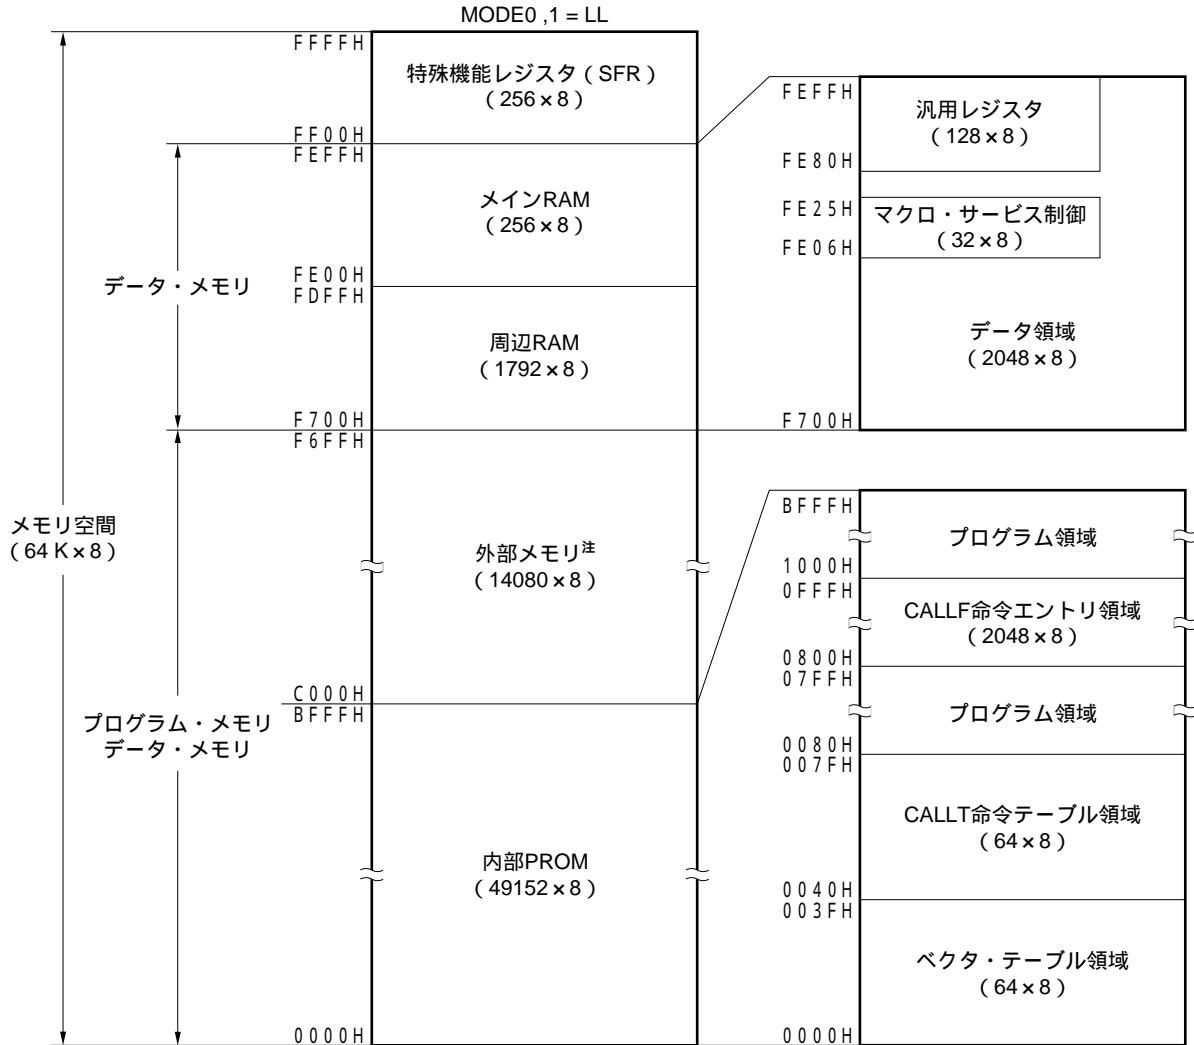 MODE0 ,1 = LL
FFFFH
特殊機能レジスタ ( SFR )
( 256 × 8 )
FF00H
FEFFH
メインRAM
( 256 × 8 )
FE00H
FDFFH
周辺RAM
( 1792 × 8 )
F700H
F6FFH
外部メモリ注
( 14080 × 8 )
C000H
BFFFH
内部PROM
( 49152 × 8 )
0000H
データ・メモリ
メモリ空間
( 64 K × 8 )
プログラム・メモリ
データ・メモリ
FEFFH
汎用レジスタ
( 128 × 8 )
FE80H
FE25H
マクロ・サービス制御
( 32 × 8 )
FE06H
データ領域
( 2048 × 8 )
F700H
BFFFH
プログラム領域
1000H
0FFFH
CALLF命令エントリ領域
( 2048 × 8 )
0800H
07FFH
プログラム領域
0080H
007FH
CALLT命令テーブル領域
( 64 × 8 )
0040H
003FH
ベクタ・テーブル領域
( 64 × 8 )
0000H